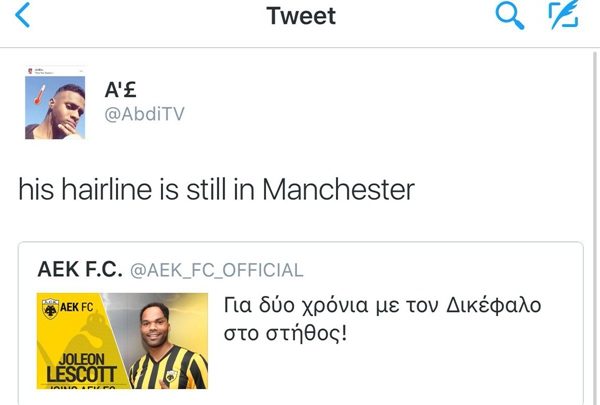 Tweet
A'£
@AbdiTV
his hairline is still in Manchester
AEK F.C. @AEK_FC_OFFICIAL
AEK FC
JOLEON
LESCOTT
Για δύο χρόνια με τον Δικέφαλο
στο στήθος!